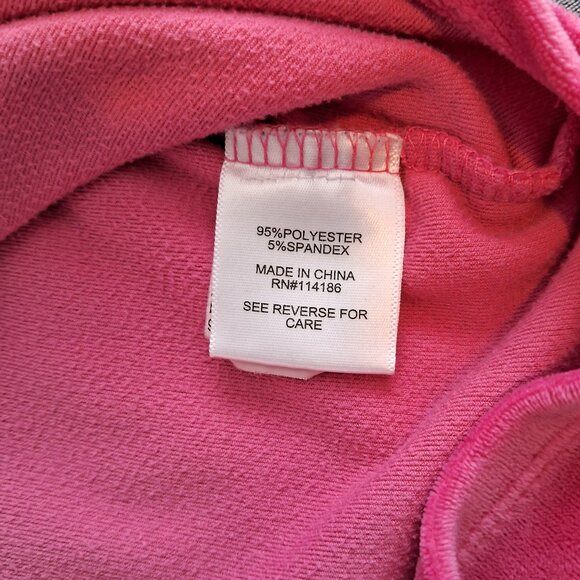 95%POLYESTER
5%SPANDEX
MADE IN CHINA
RN#114186
SEE REVERSE FOR
CARE